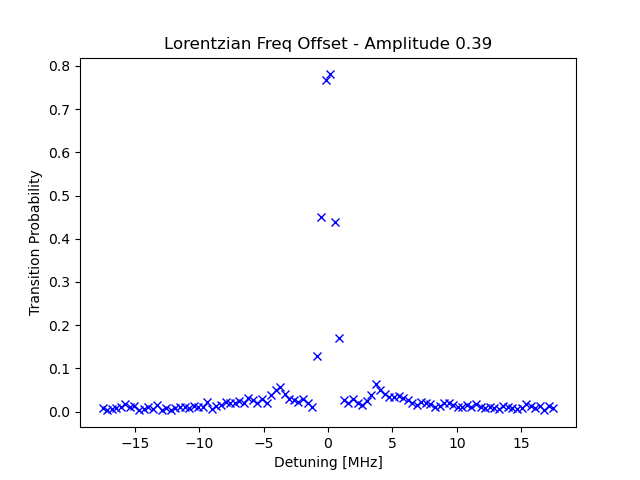 Lorentzian Freq Offset - Amplitude 0.39
Transition Probability
0.8
0.7
0.6
0.5
0.4
0.3
0.2
0.1
0.0
−15 −10 −5 0 5 10 15
Detuning [MHz]